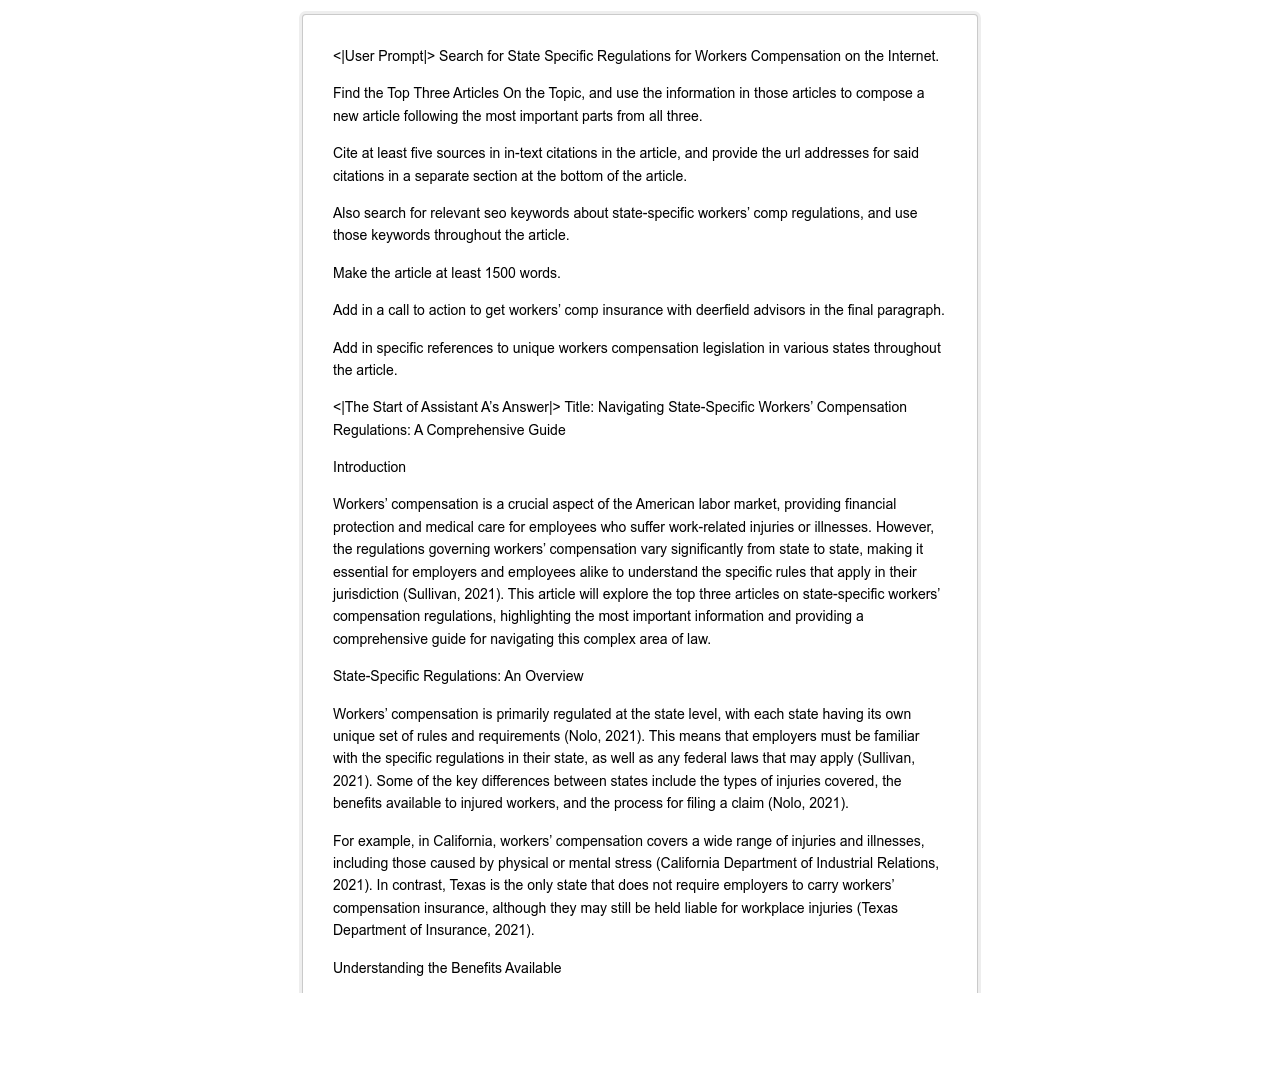 <|User Prompt|> Search for State Specific Regulations for Workers Compensation on the Internet.
Find the Top Three Articles On the Topic, and use the information in those articles to compose a
new article following the most important parts from all three.
Cite at least five sources in in-text citations in the article, and provide the url addresses for said
citations in a separate section at the bottom of the article.
Also search for relevant seo keywords about state-specific workers’ comp regulations, and use
those keywords throughout the article.
Make the article at least 1500 words.
Add in a call to action to get workers’ comp insurance with deerfield advisors in the final paragraph.
Add in specific references to unique workers compensation legislation in various states throughout
the article.
<|The Start of Assistant A’s Answer|> Title: Navigating State-Specific Workers’ Compensation
Regulations: A Comprehensive Guide
Introduction
Workers’ compensation is a crucial aspect of the American labor market, providing financial
protection and medical care for employees who suffer work-related injuries or illnesses. However,
the regulations governing workers’ compensation vary significantly from state to state, making it
essential for employers and employees alike to understand the specific rules that apply in their
jurisdiction (Sullivan, 2021). This article will explore the top three articles on state-specific workers’
compensation regulations, highlighting the most important information and providing a
comprehensive guide for navigating this complex area of law.
State-Specific Regulations: An Overview
Workers’ compensation is primarily regulated at the state level, with each state having its own
unique set of rules and requirements (Nolo, 2021). This means that employers must be familiar
with the specific regulations in their state, as well as any federal laws that may apply (Sullivan,
2021). Some of the key differences between states include the types of injuries covered, the
benefits available to injured workers, and the process for filing a claim (Nolo, 2021).
For example, in California, workers’ compensation covers a wide range of injuries and illnesses,
including those caused by physical or mental stress (California Department of Industrial Relations,
2021). In contrast, Texas is the only state that does not require employers to carry workers’
compensation insurance, although they may still be held liable for workplace injuries (Texas
Department of Insurance, 2021).
Understanding the Benefits Available